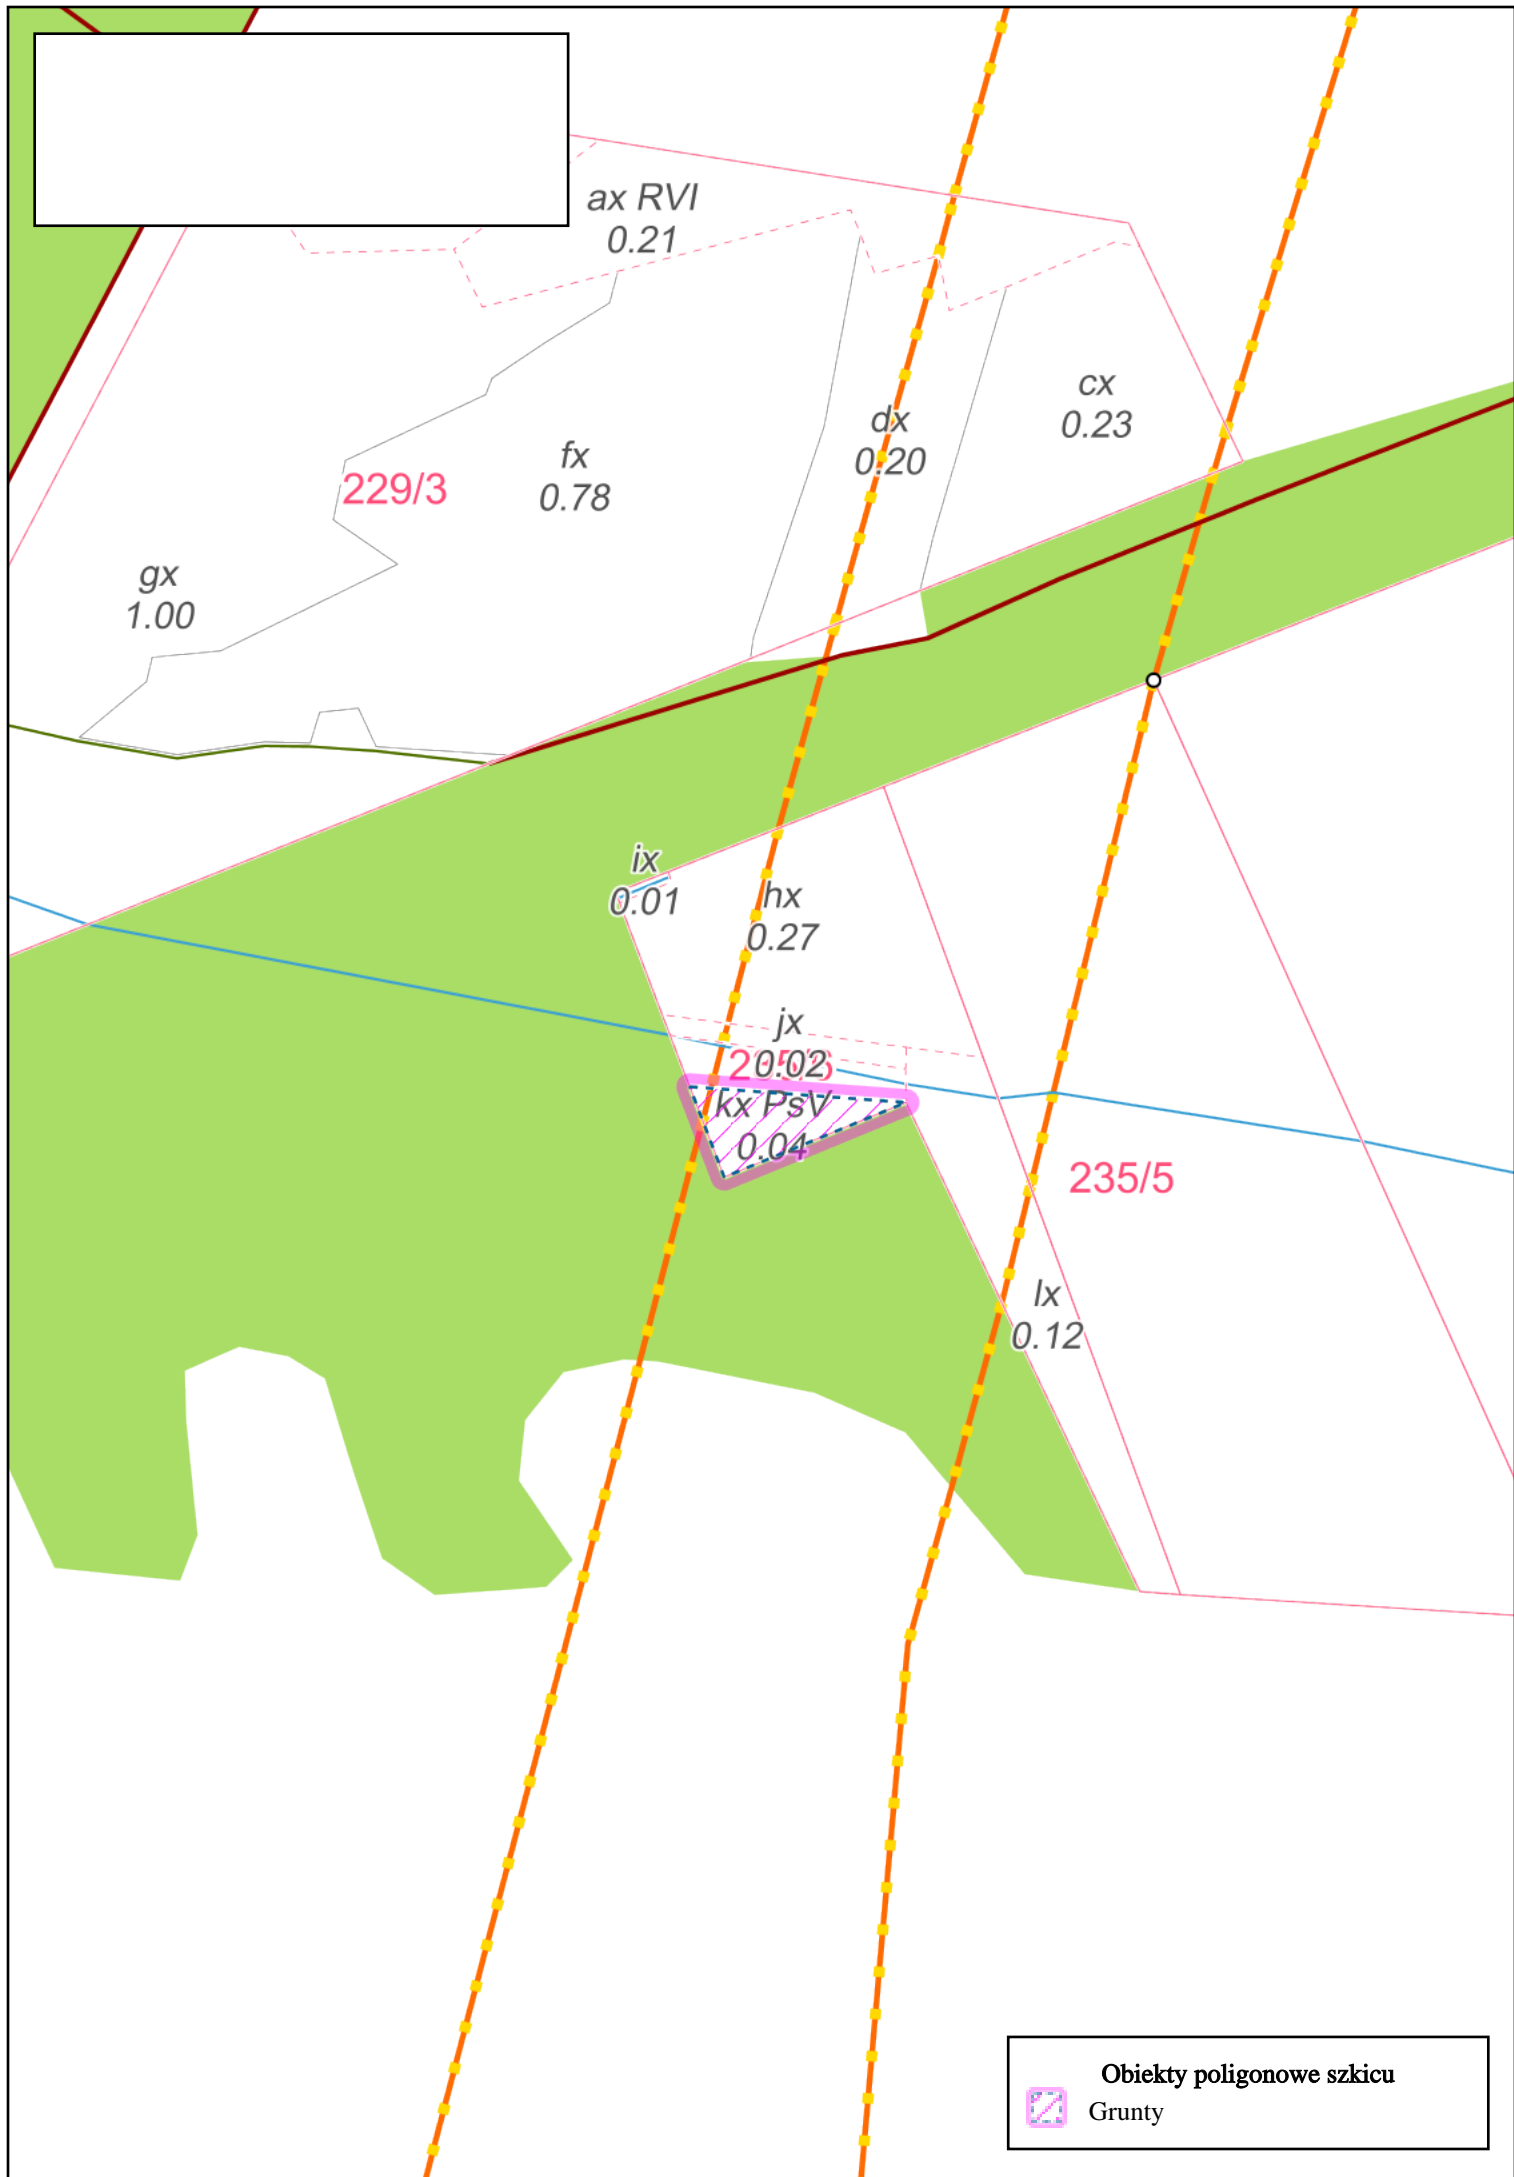 ax RVI
0.21
cx
0.23
dx
0.20
fx
0.78
229/3
gx
1.00
ix
0.01
hx
0.27
jx
0.02
kx PsV
0.04
235/5
lx
0.12
Obiekty poligonowe szkicu
Grunty